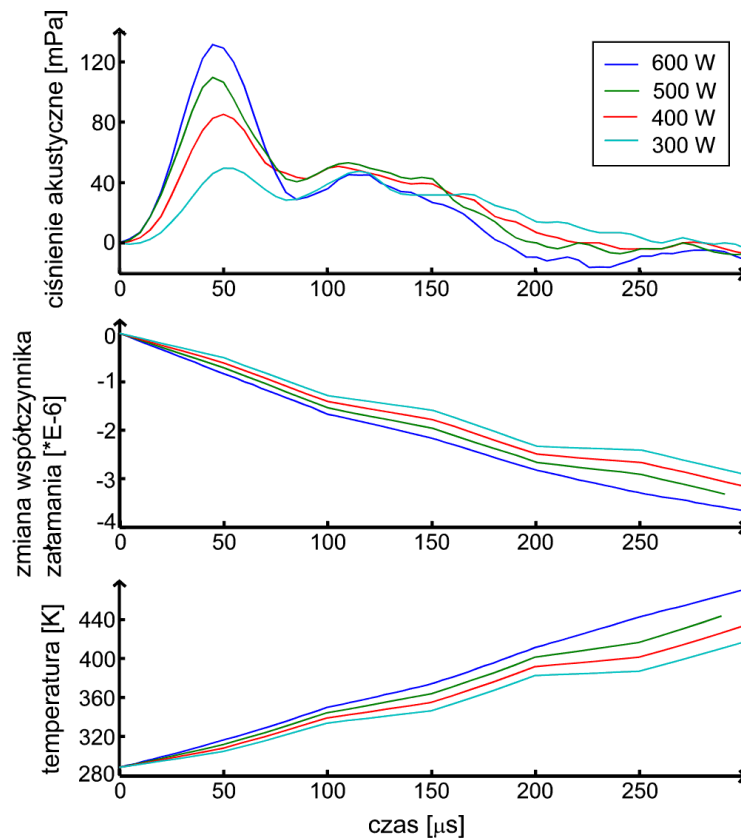 ciśnienie akustyczne [mPa]
120
80
40
0
600 W
500 W
400 W
300 W
0 50 100 150 200 250
zmiana współczynnika
załamania [*E-6]
0
-1
-2
-3
-4
0 50 100 150 200 250
temperatura [K]
440
400
360
320
280
0 50 100 150 200 250
czas [μs]